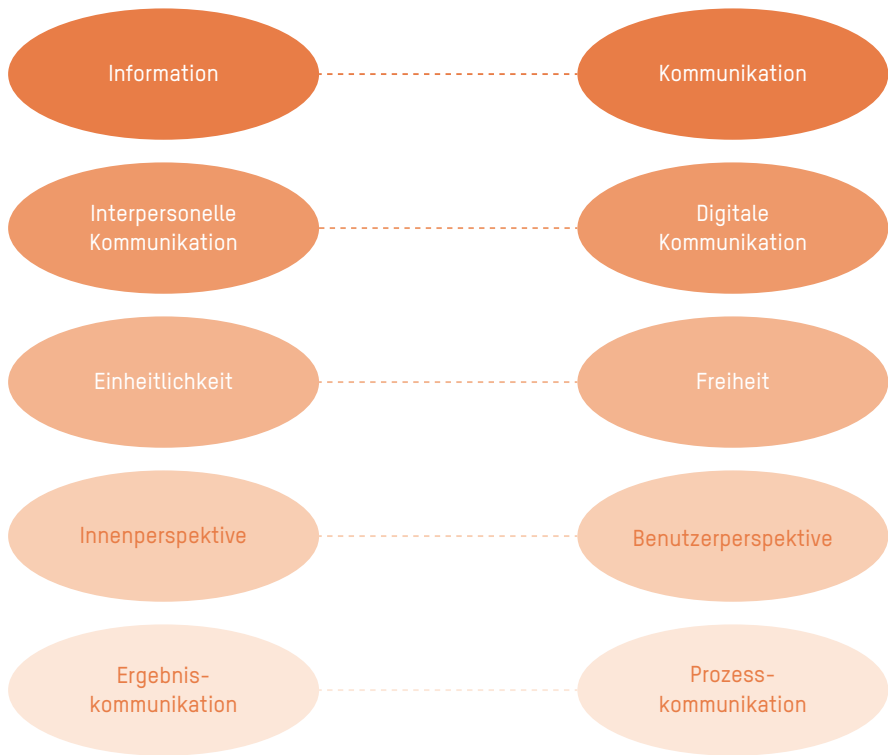 Information
Kommunikation
Interpersonelle
Kommunikation
Digitale
Kommunikation
Einheitlichkeit
Freiheit
Innenperspektive
Benutzerperspektive
Ergebnis-
kommunikation
Prozess-
kommunikation